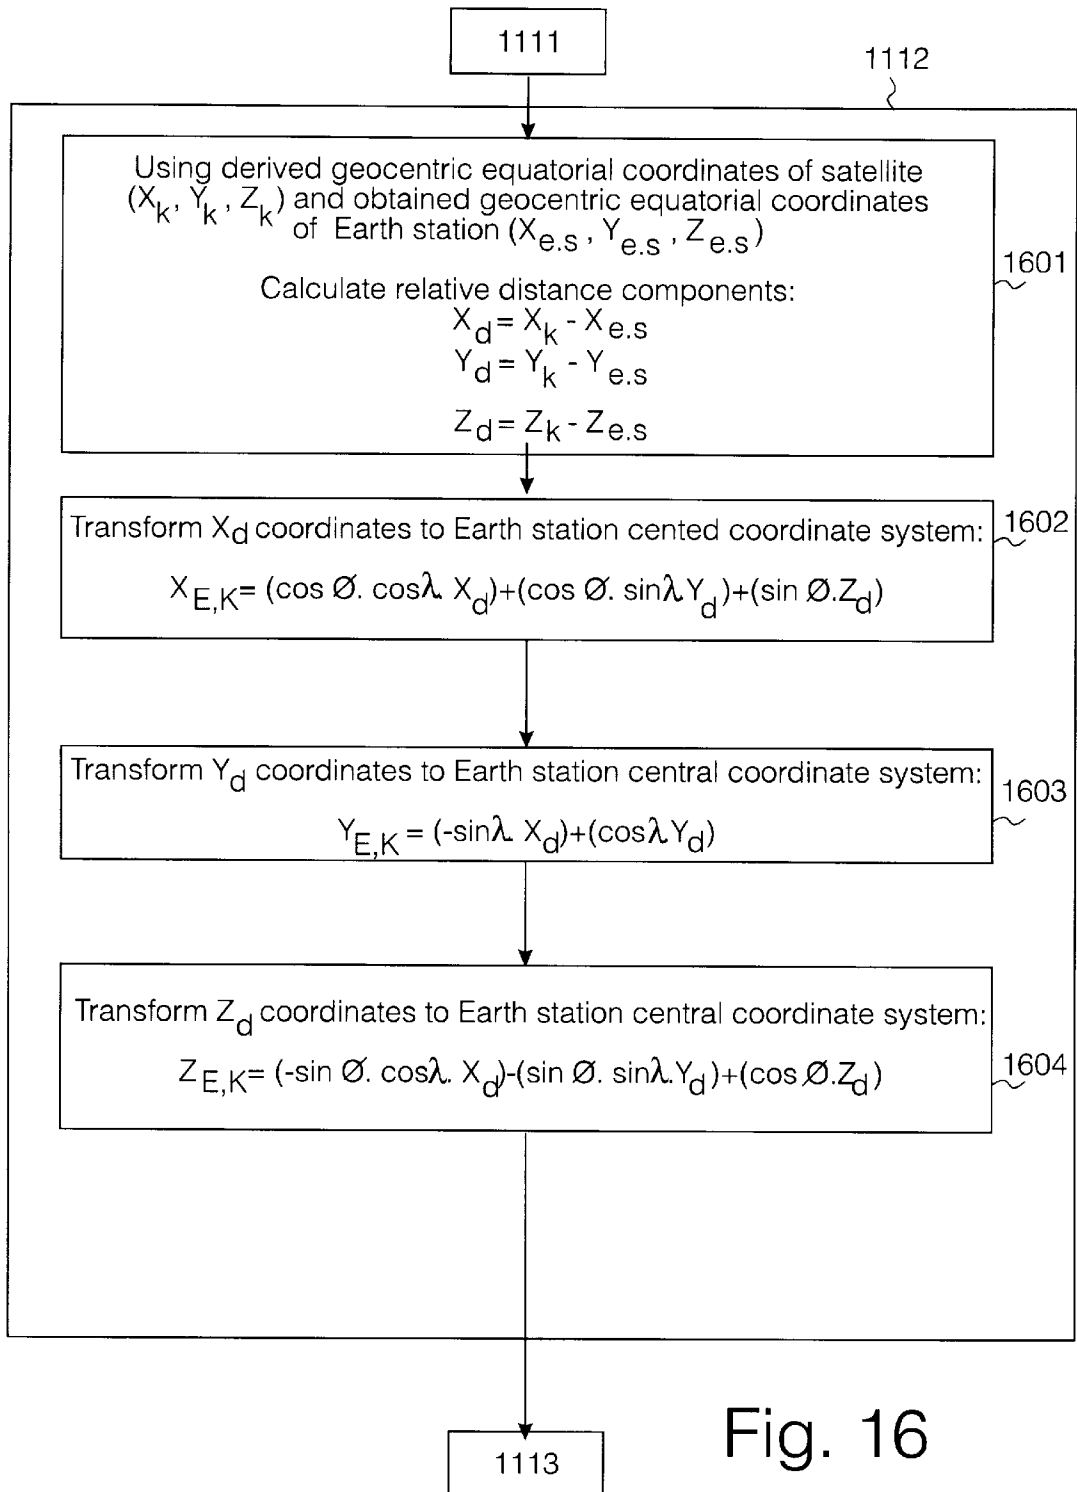 1111
1112
Using derived geocentric equatorial coordinates of satellite
(Xk, Yk, Zk) and obtained geocentric equatorial coordinates
of Earth station (Xe.s, Ye.s, Ze.s)
1601
Calculate relative distance components:
Xd = Xk - Xe.s
Yd = Yk - Ye.s
Zd = Zk - Ze.s
Transform Xd coordinates to Earth station cented coordinate system:
1602
XE,K= (cos Ø. cosλ. Xd)+(cos Ø. sinλ.Yd)+(sin Ø.Zd)
Transform Yd coordinates to Earth station central coordinate system:
1603
YE,K = (-sinλ. Xd)+(cosλ.Yd)
Transform Zd coordinates to Earth station central coordinate system:
ZE,K= (-sin Ø. cosλ. Xd)-(sin Ø. sinλ.Yd)+(cos Ø.Zd)
1604
Fig. 16
1113